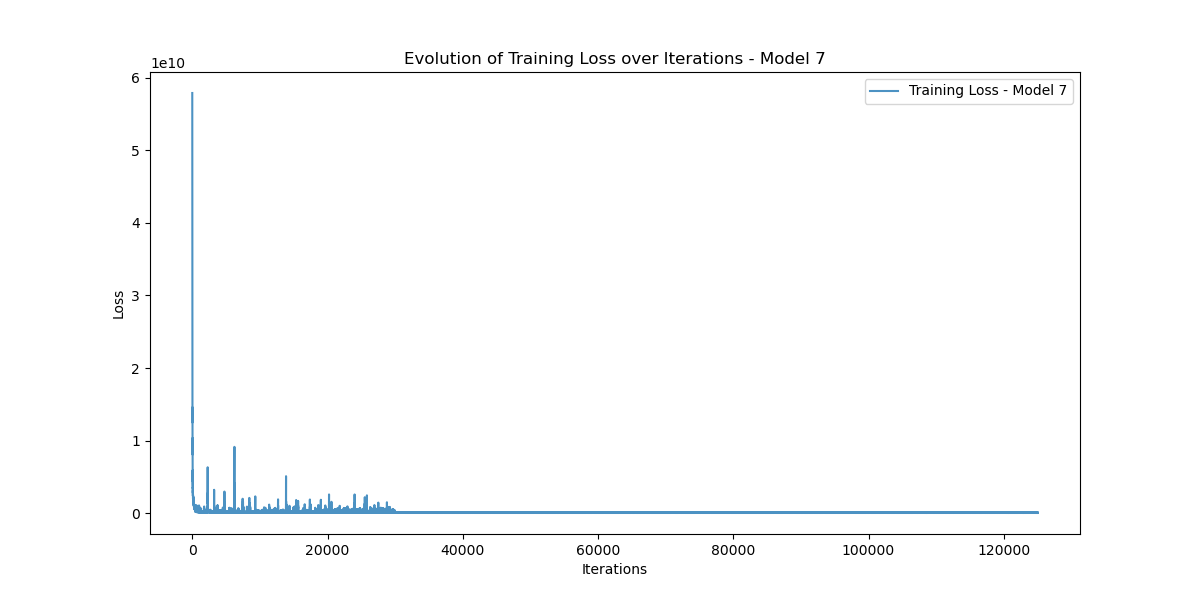 Evolution of Training Loss over Iterations - Model 7
1e10
6
5
4
3
2
1
0
Loss
Training Loss - Model 7
0 20000 40000 60000 80000 100000 120000
Iterations